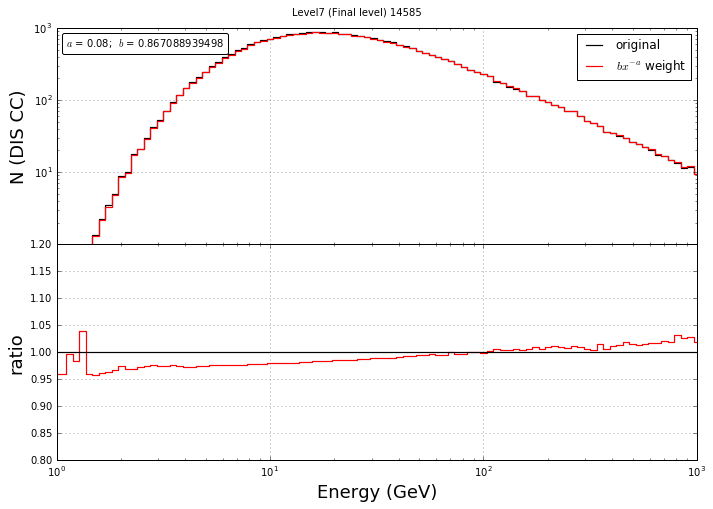 Level7 (Final level) 14585
a = 0.08; b = 0.867088939498
original
bx^{-a} weight
N (DIS CC)
10^3
10^2
10^1
1.20
1.15
1.10
1.05
1.00
0.95
0.90
0.85
0.80
ratio
10^0
10^1
10^2
10^3
Energy (GeV)